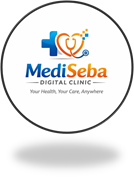 MediSeba
DIGITAL CLINIC
Your Health, Your Care, Anywhere